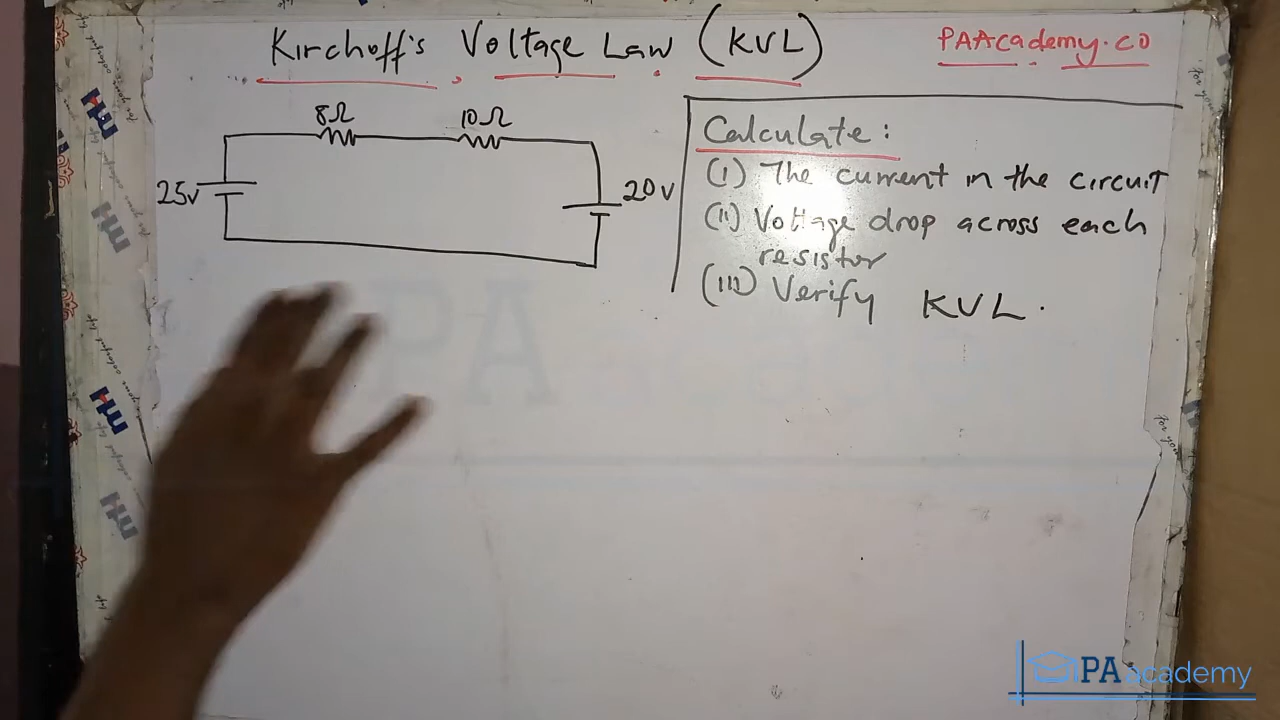 Kirchoff's Voltage Law (KVL)
PAAcademy.co
8Ω
10Ω
25v
20v
Calculate:
(i) The current in the circuit
(ii) Voltage drop across each
resistor
(iii) Verify KVL.
PA academy